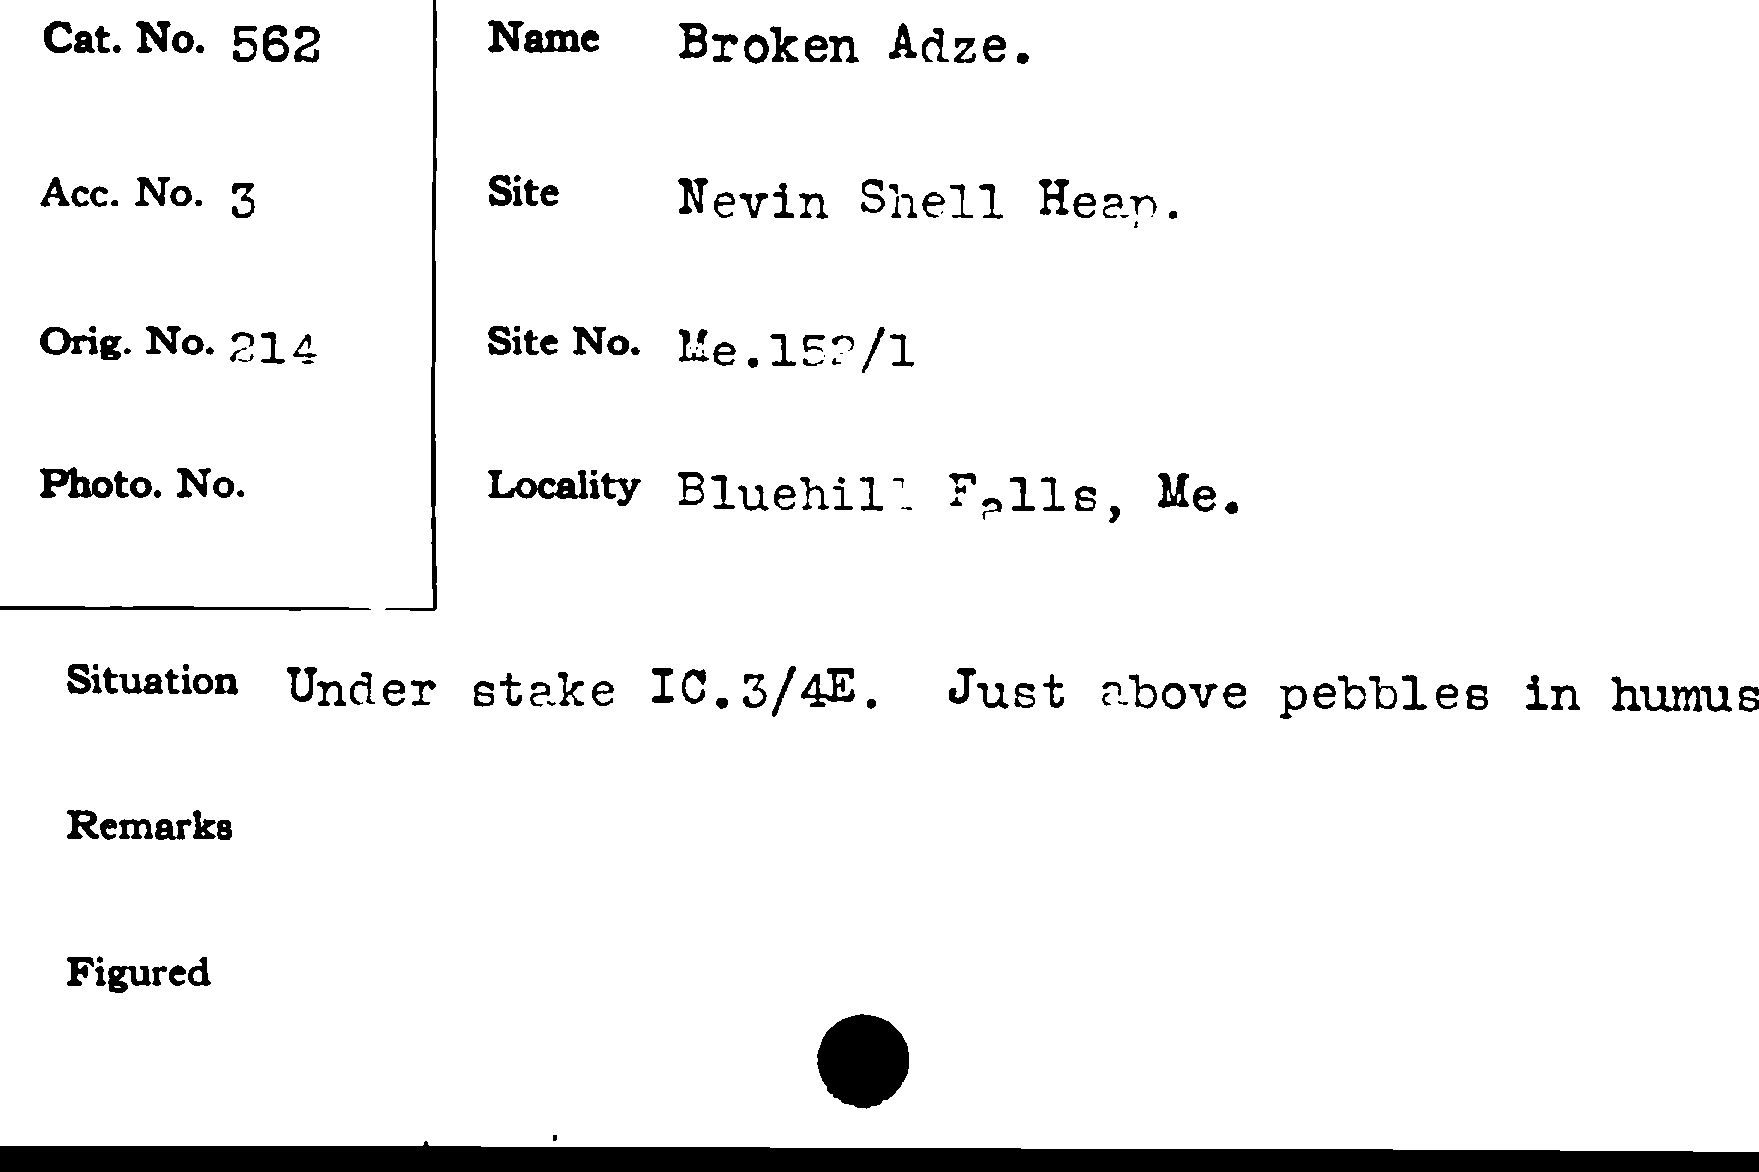 Cat. No. 562
Name Broken Adze.
Acc. No. 3
Site Nevin Shell Heap.
Orig. No. 214
Site No. Me.152/1
Photo. No.
Locality Bluehill Falls, Me.
Situation Under stake IC.3/4E. Just above pebbles in humus
Remarks
Figured